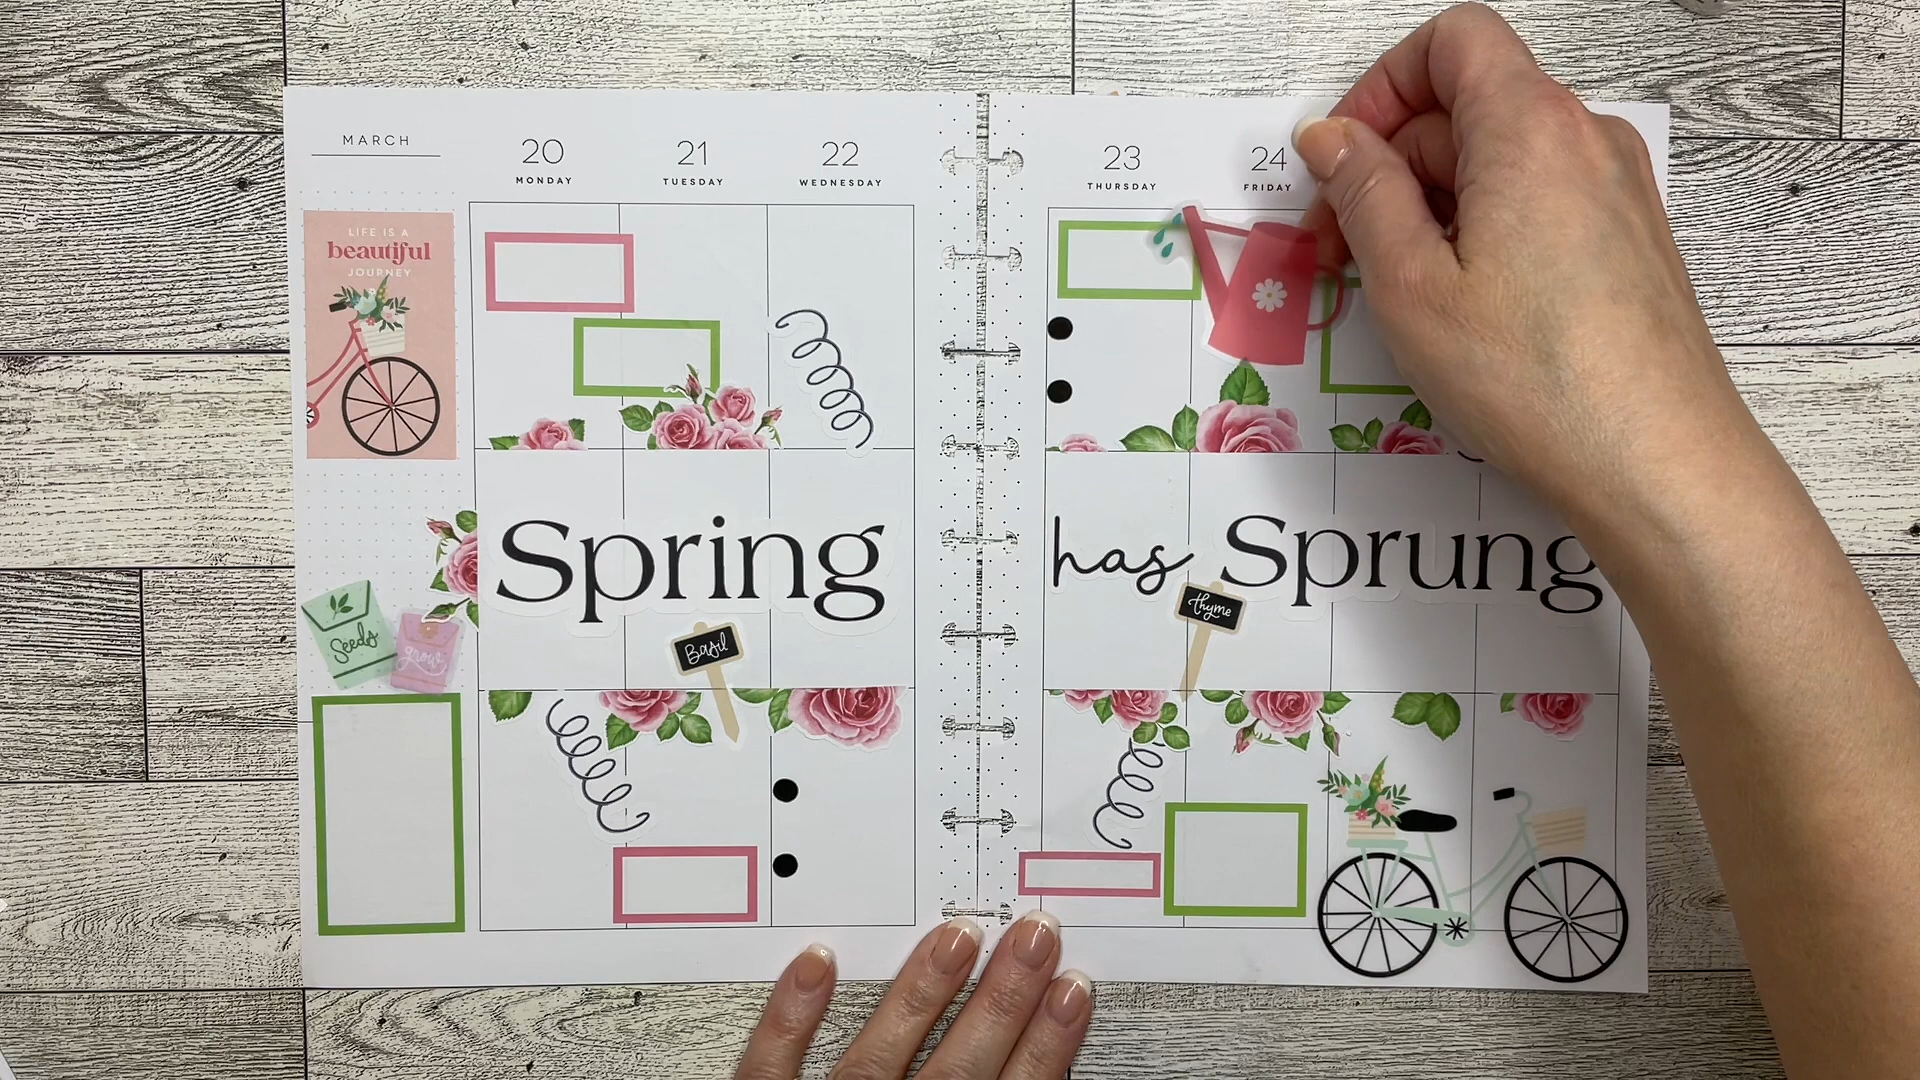 MARCH
20
MONDAY
21
TUESDAY
22
WEDNESDAY
23
THURSDAY
24
FRIDAY
LIFE IS A
beautiful
JOURNEY
Spring
has Sprung
Seeds
grow
Basil
thyme